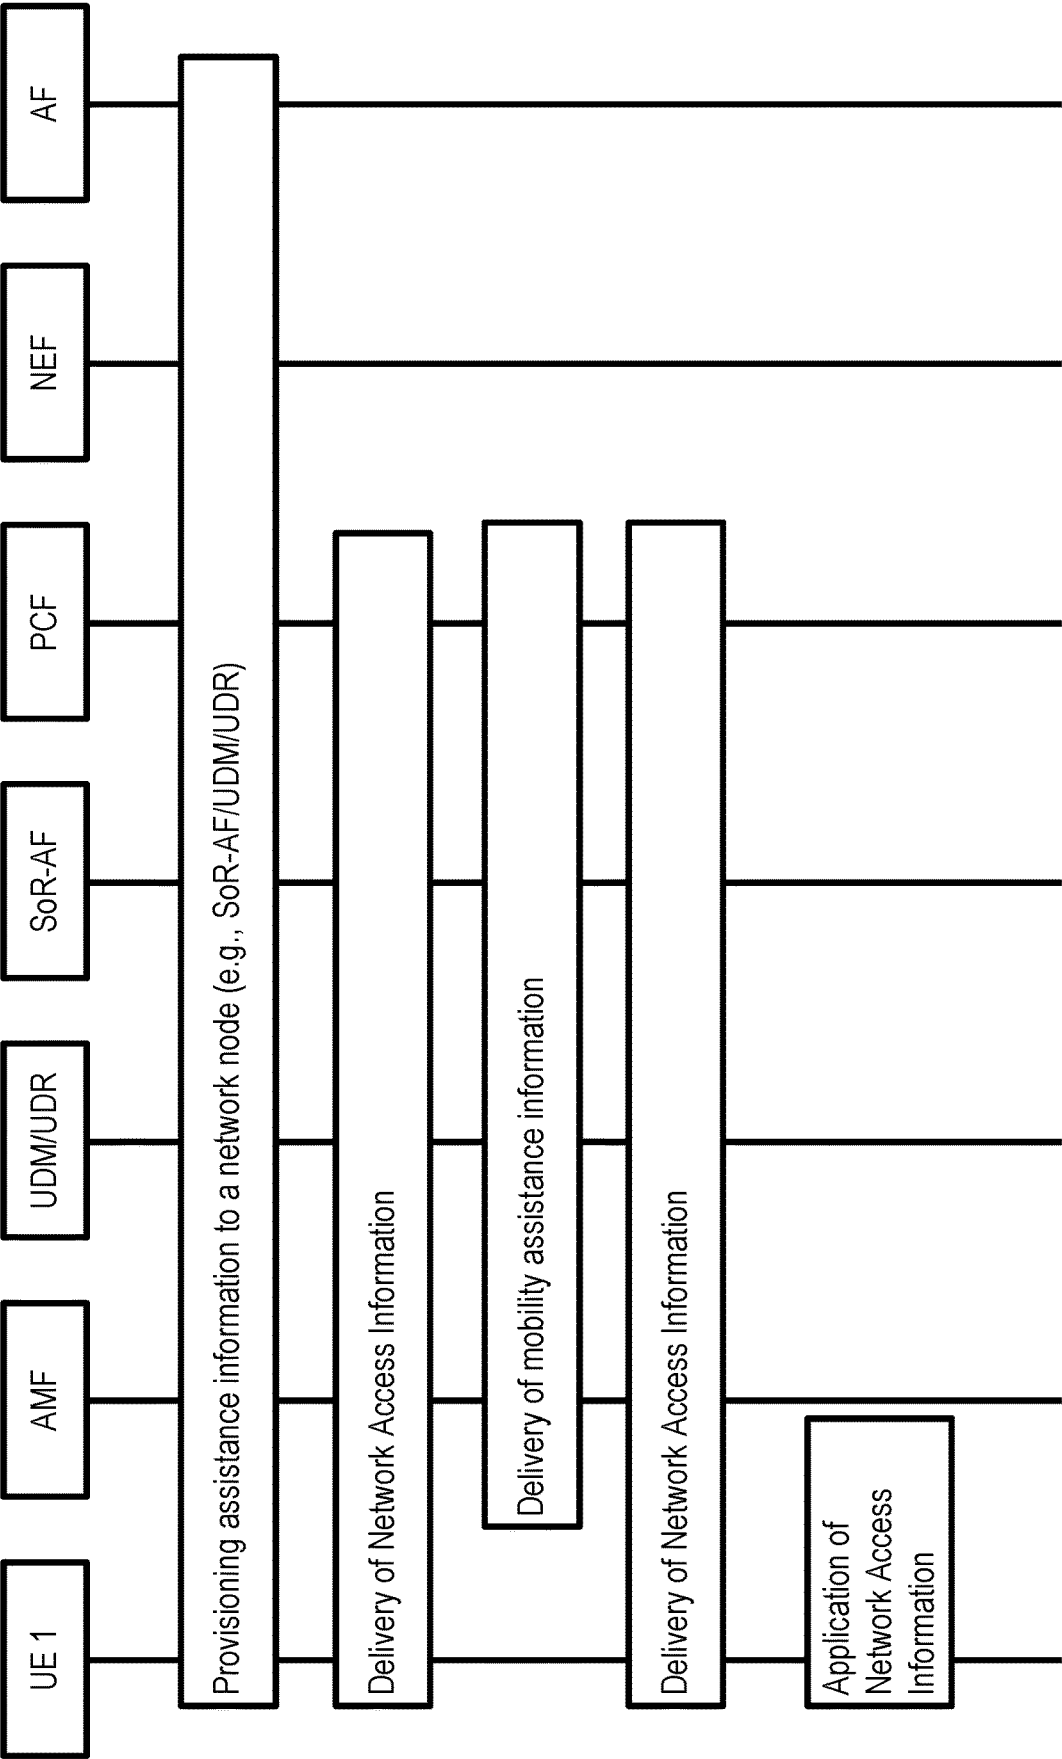 UE 1
AMF
UDM/UDR
SoR-AF
PCF
NEF
AF
Provisioning assistance information to a network node (e.g., SoR-AF/UDM/UDR)
Delivery of Network Access Information
Delivery of mobility assistance information
Delivery of Network Access Information
Application of
Network Access
Information